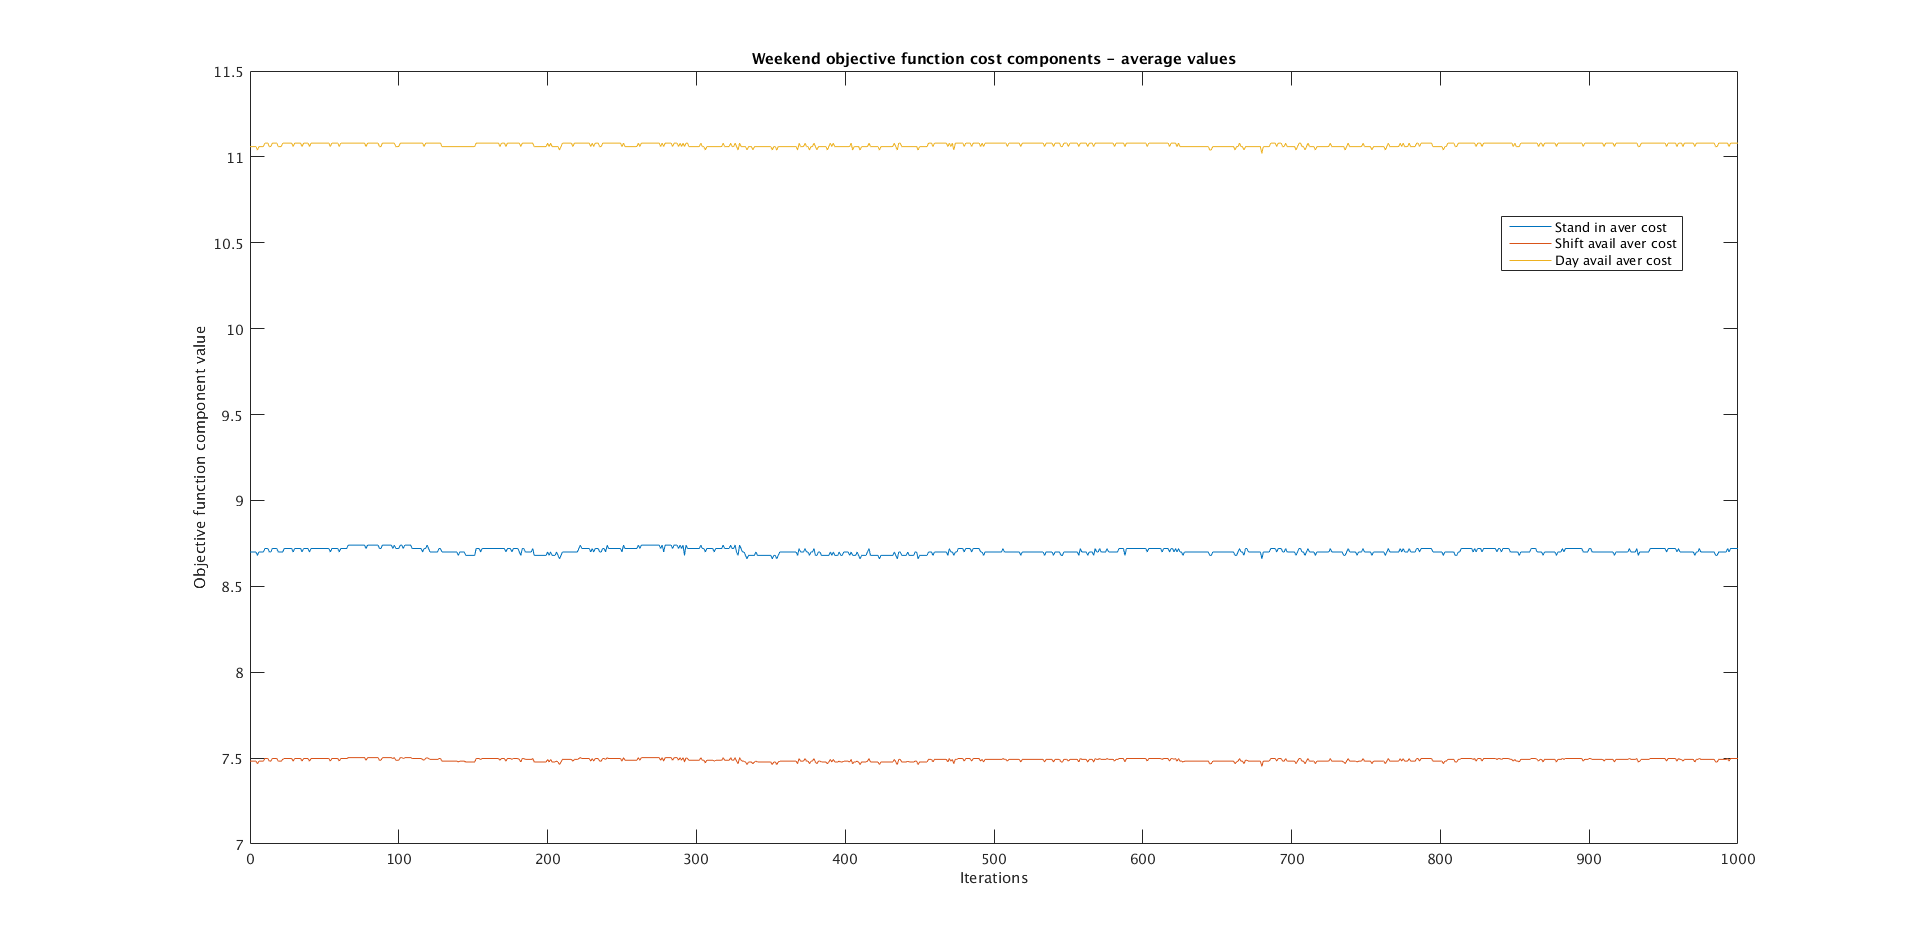 Weekend objective function cost components - average values
11.5
11
10.5
10
9.5
9
8.5
8
7.5
7
Objective function component value
Stand in aver cost
Shift avail aver cost
Day avail aver cost
0 100 200 300 400 500 600 700 800 900 1000
Iterations